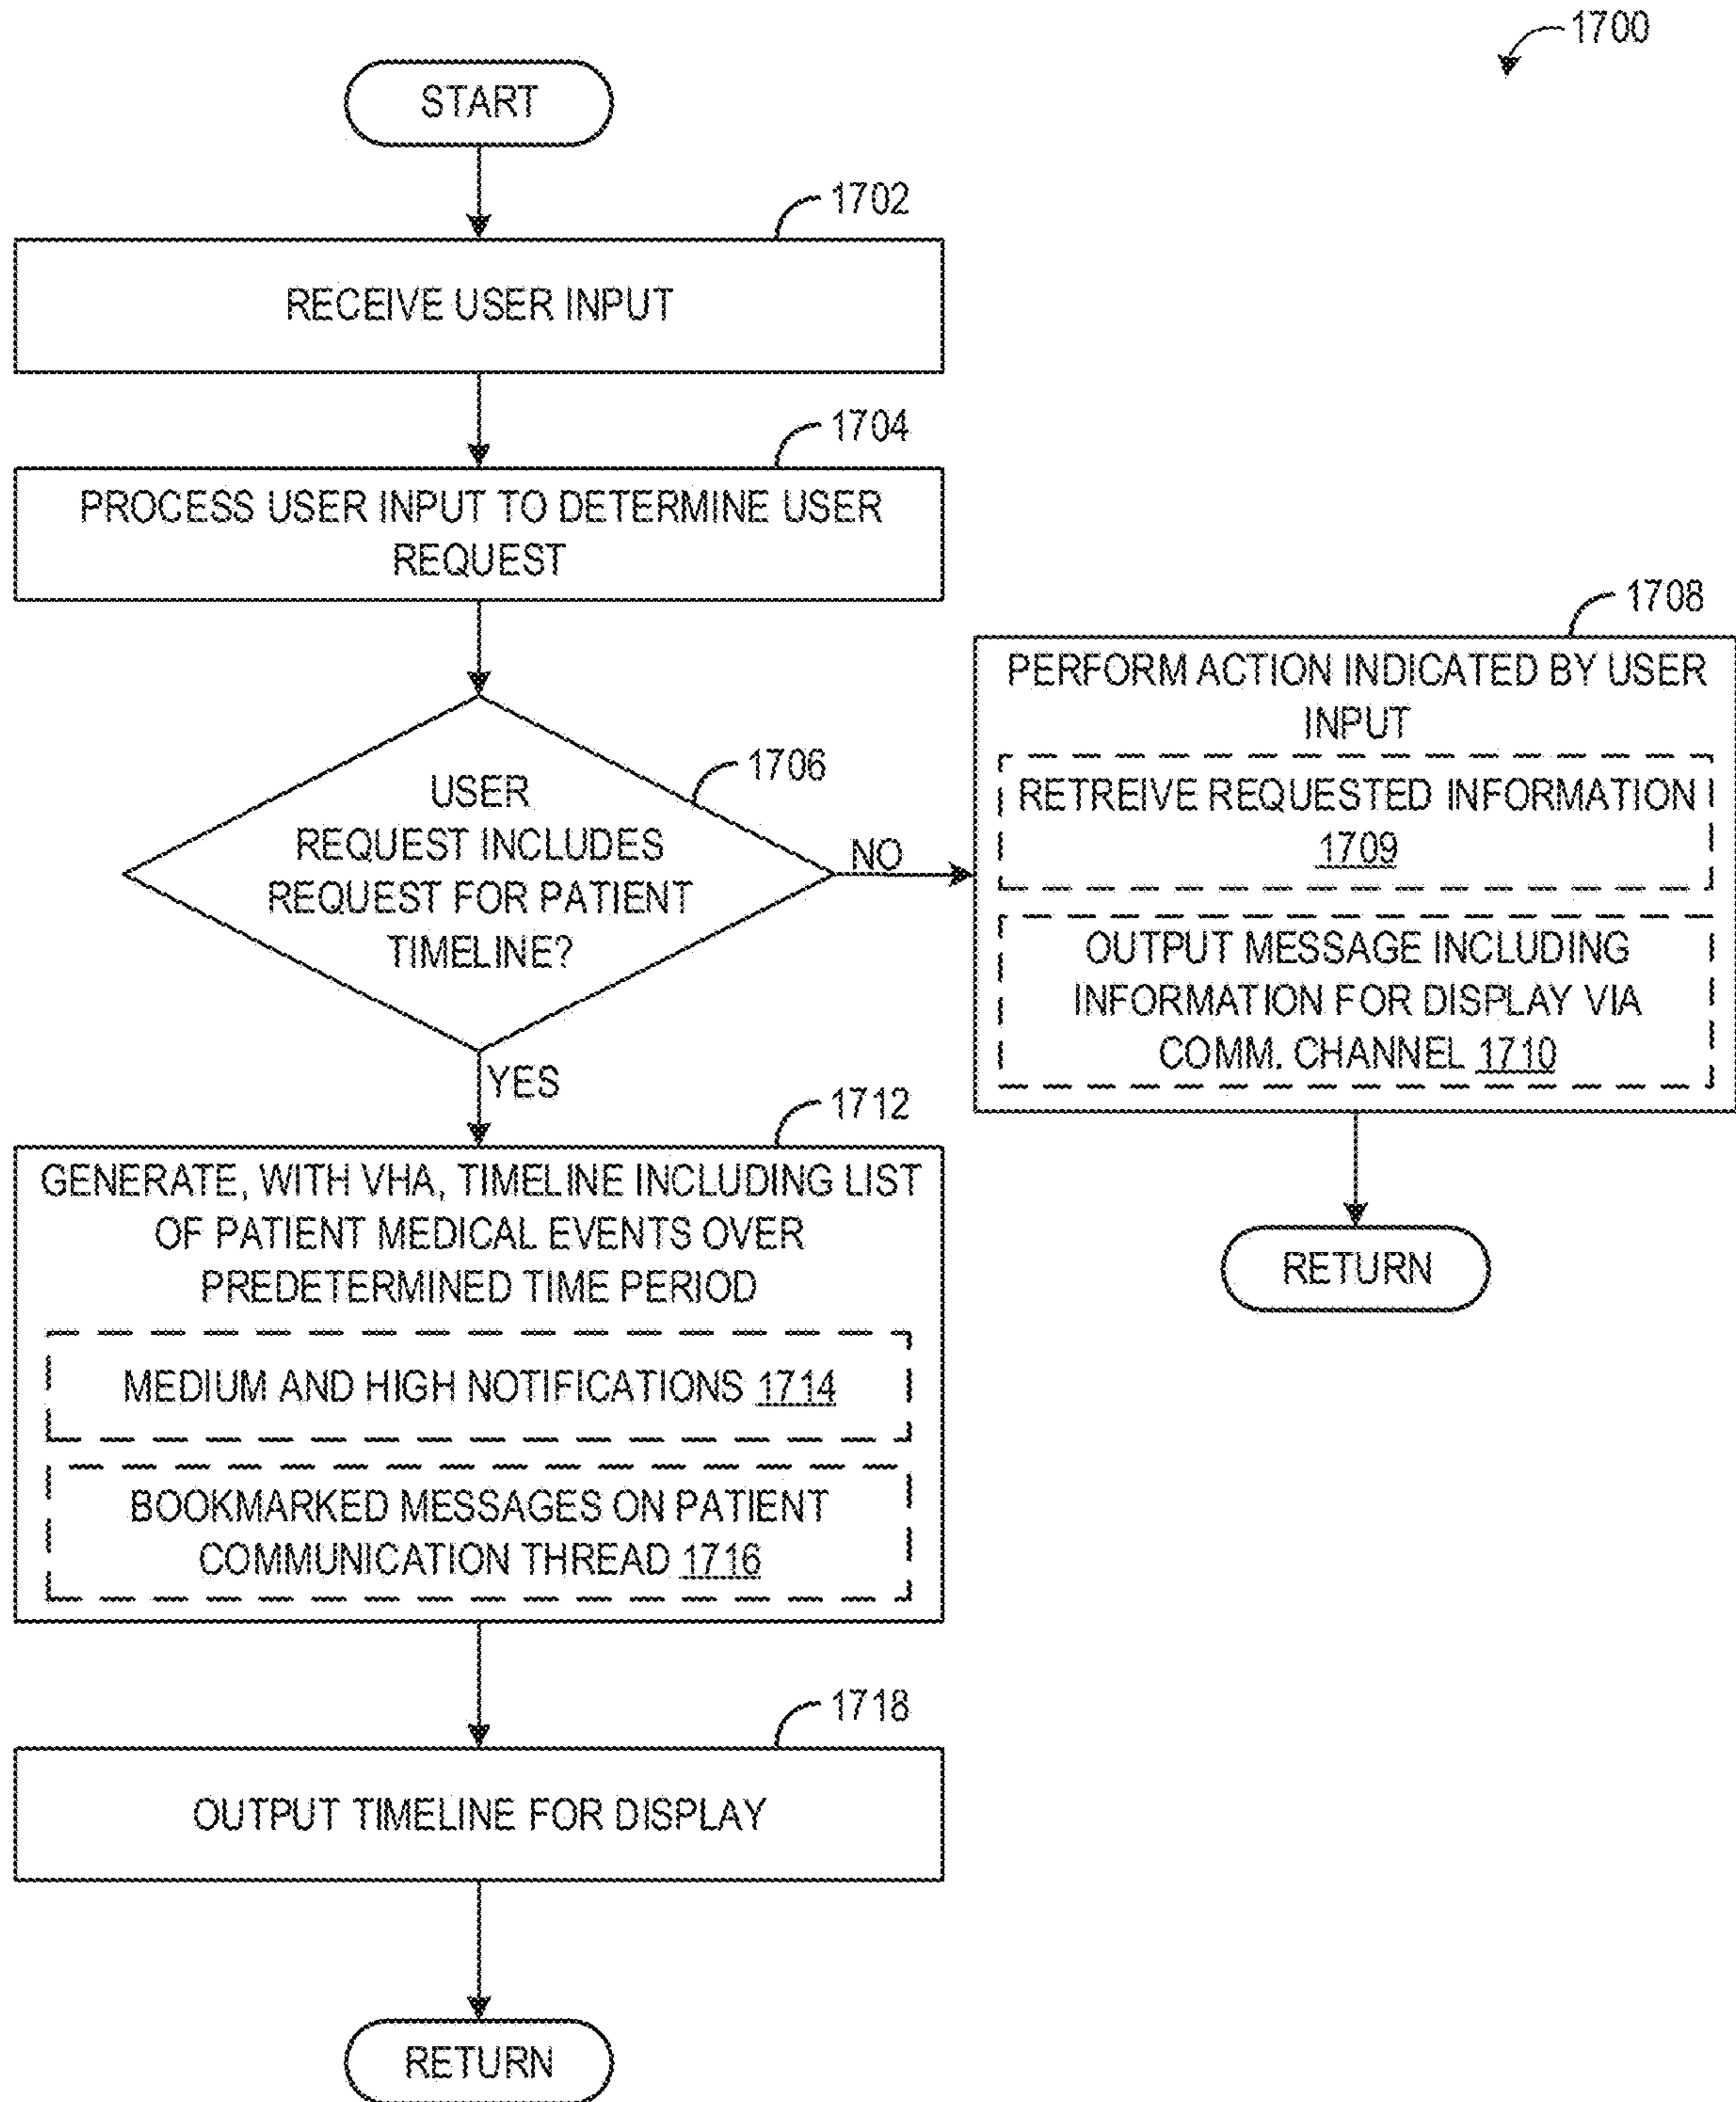 1700
START
1702
RECEIVE USER INPUT
1704
PROCESS USER INPUT TO DETERMINE USER
REQUEST
1706
USER
REQUEST INCLUDES
REQUEST FOR PATIENT
TIMELINE?
NO
1708
PERFORM ACTION INDICATED BY USER
INPUT
RETREIVE REQUESTED INFORMATION
1709
OUTPUT MESSAGE INCLUDING
INFORMATION FOR DISPLAY VIA
COMM. CHANNEL 1710
RETURN
YES
1712
GENERATE, WITH VHA, TIMELINE INCLUDING LIST
OF PATIENT MEDICAL EVENTS OVER
PREDETERMINED TIME PERIOD
MEDIUM AND HIGH NOTIFICATIONS 1714
BOOKMARKED MESSAGES ON PATIENT
COMMUNICATION THREAD 1716
1718
OUTPUT TIMELINE FOR DISPLAY
RETURN